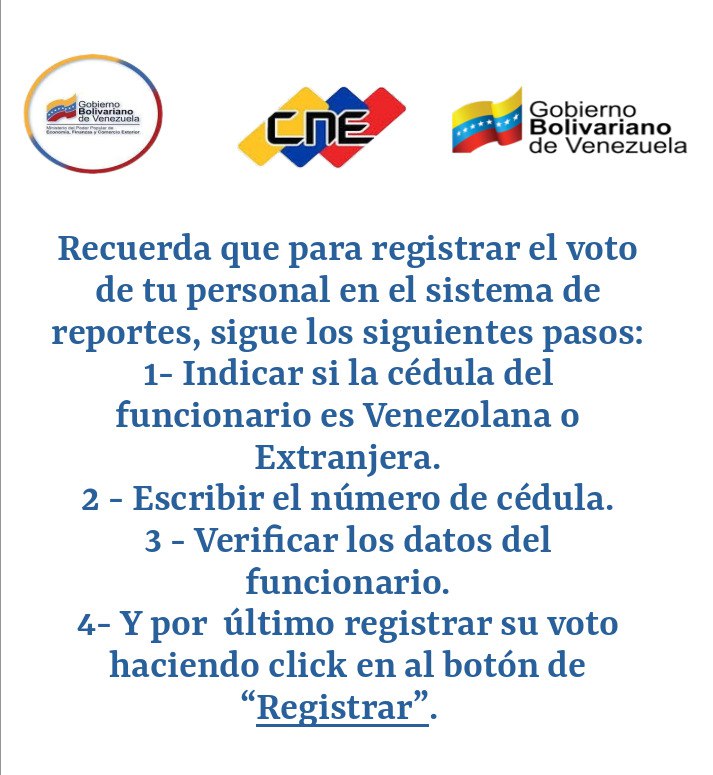 Gobierno
Bolivariano
de Venezuela
Ministerio del Poder Popular de
Economía, Finanzas y Comercio Exterior
CNE
Gobierno
Bolivariano
de Venezuela
Recuerda que para registrar el voto
de tu personal en el sistema de
reportes, sigue los siguientes pasos:
1- Indicar si la cédula del
funcionario es Venezolana o
Extranjera.
2 - Escribir el número de cédula.
3 - Verificar los datos del
funcionario.
4- Y por  último registrar su voto
haciendo click en al botón de
“Registrar”.